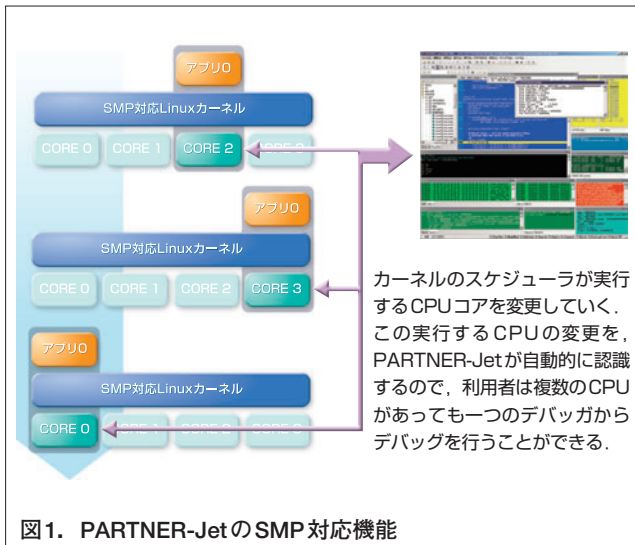 アプリ0
SMP対応Linuxカーネル
CORE 0 CORE 1 CORE 2 CORE 3
アプリ0
SMP対応Linuxカーネル
CORE 0 CORE 1 CORE 2 CORE 3
アプリ0
SMP対応Linuxカーネル
CORE 0 CORE 1 CORE 2 CORE 3
カーネルのスケジューラが実行
するCPUコアを変更していく．
この実行するCPUの変更を，
PARTNER-Jetが自動的に認識
するので，利用者は複数のCPU
があっても一つのデバッガから
デバッグを行うことができる．
図1．PARTNER-JetのSMP対応機能